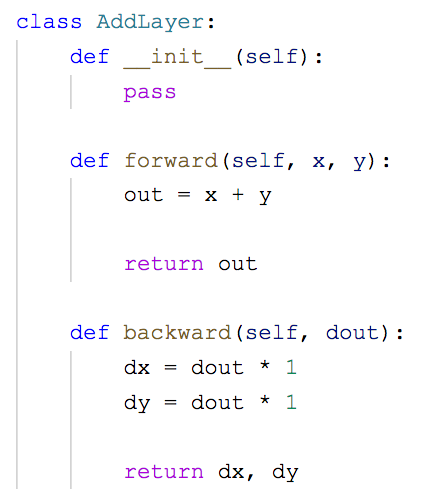 class AddLayer:
    def __init__(self):
        pass

    def forward(self, x, y):
        out = x + y

        return out

    def backward(self, dout):
        dx = dout * 1
        dy = dout * 1

        return dx, dy